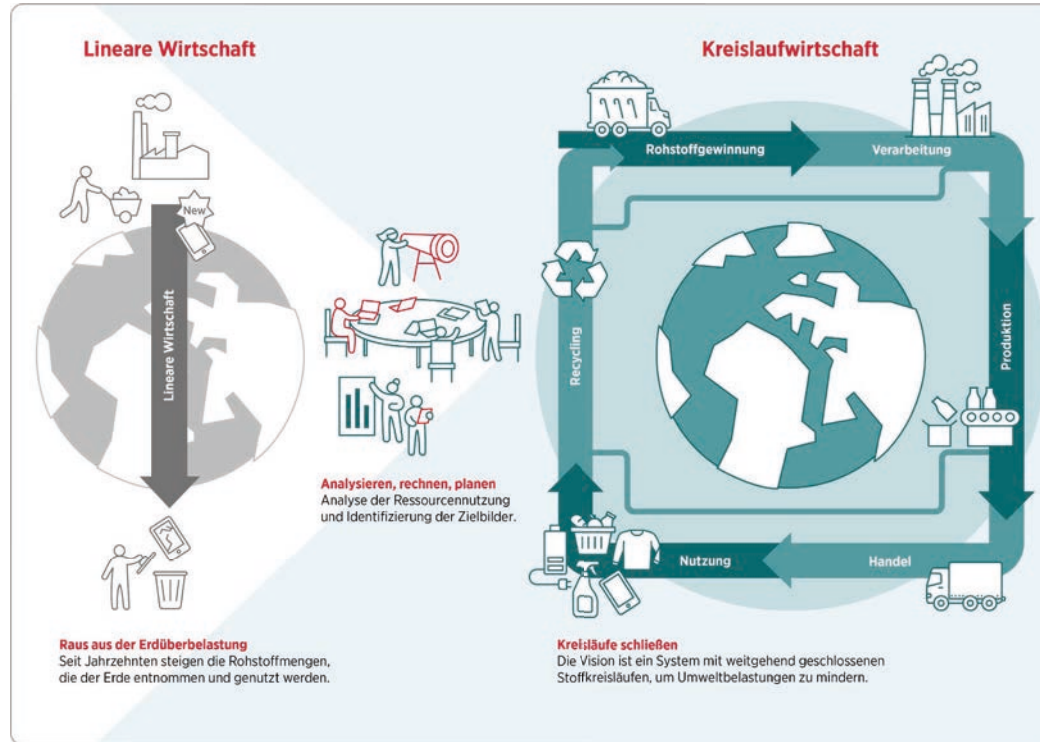 Lineare Wirtschaft
New
Lineare Wirtschaft
Raus aus der Erdüberbelastung
Seit Jahrzehnten steigen die Rohstoffmengen,
die der Erde entnommen und genutzt werden.
Analysieren, rechnen, planen
Analyse der Ressourcennutzung
und Identifizierung der Zielbilder.
Kreislaufwirtschaft
Rohstoffgewinnung
Verarbeitung
Produktion
Handel
Nutzung
Recycling
Kreisläufe schließen
Die Vision ist ein System mit weitgehend geschlossenen
Stoffkreisläufen, um Umweltbelastungen zu mindern.